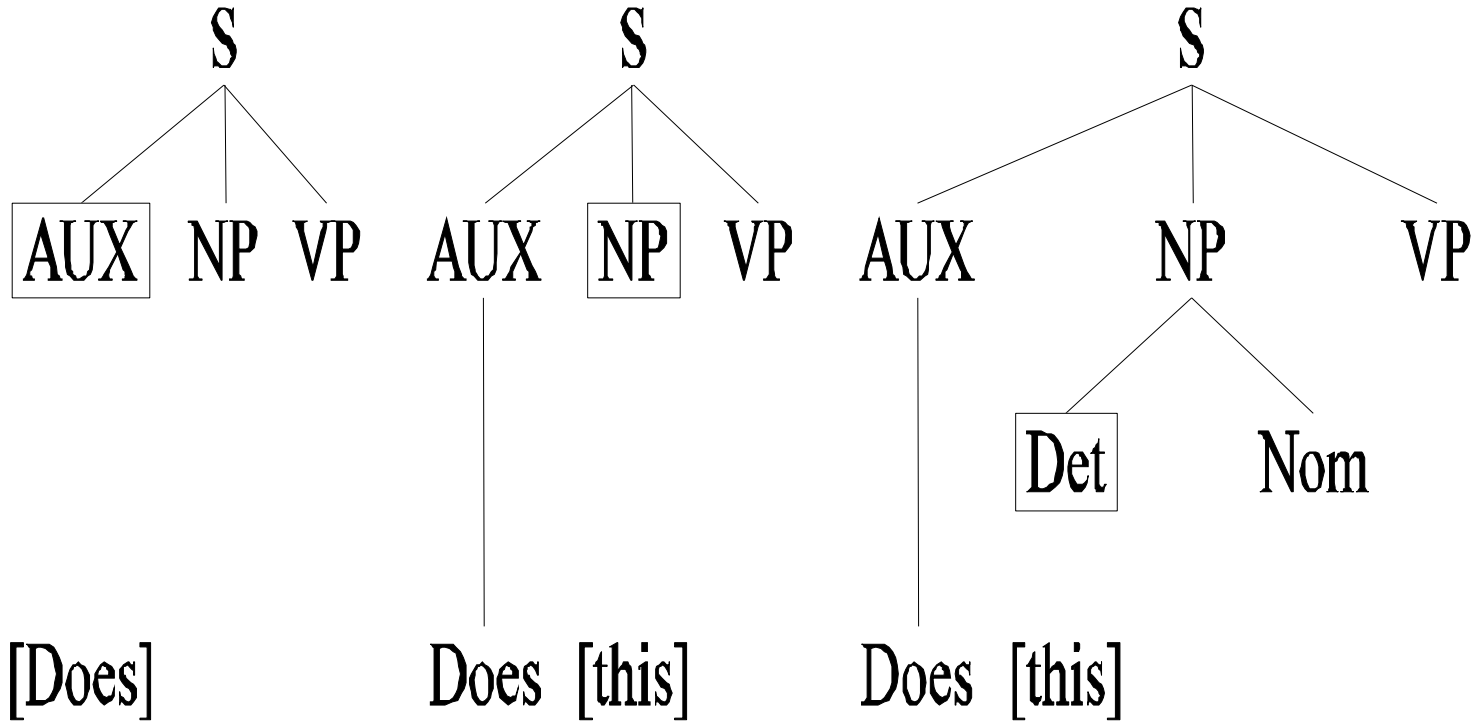 S S S
AUX NP VP AUX NP VP AUX NP VP
Det Nom
[Does] Does [this] Does [this]